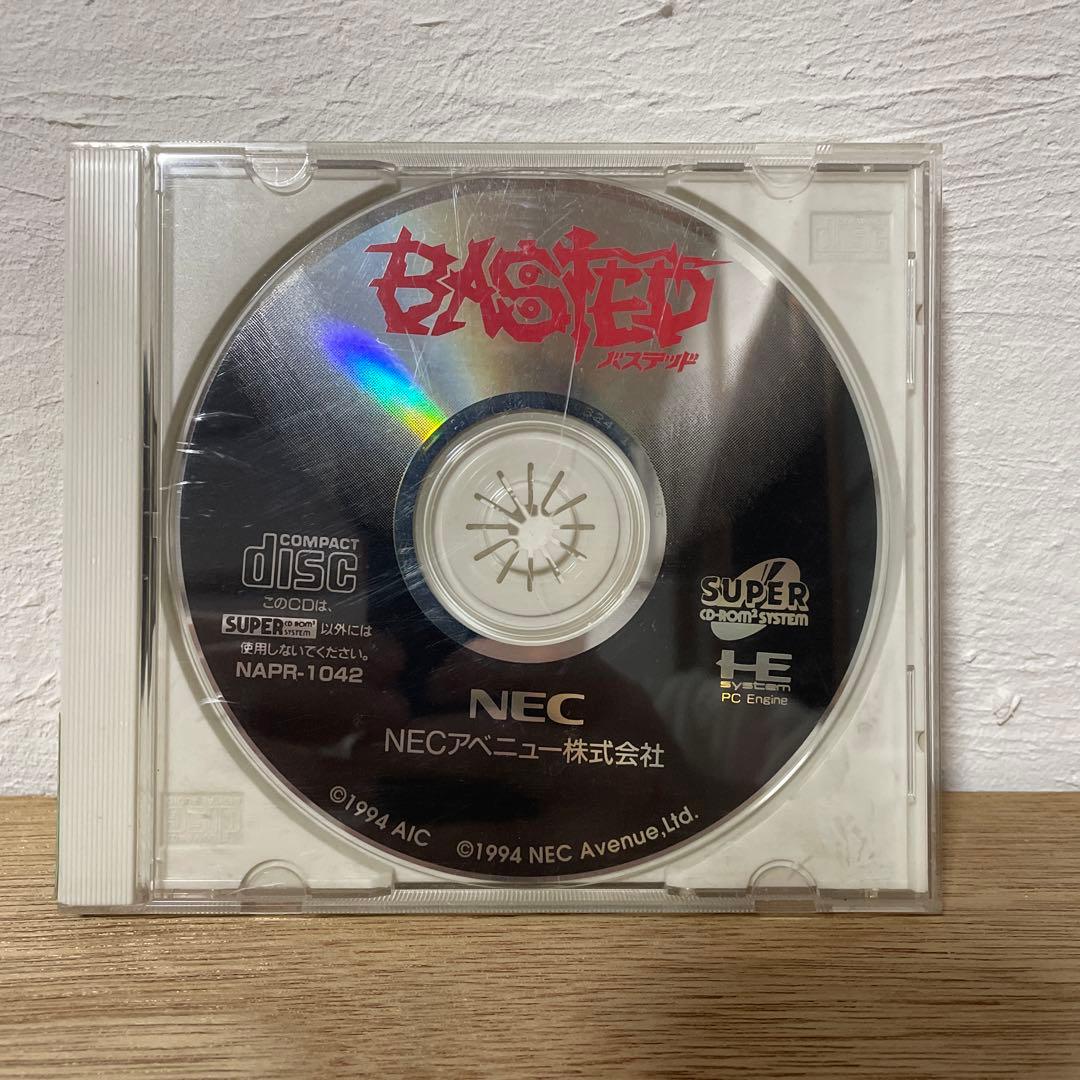 BASTED
バステッド
324
COMPACT
disc
このCDは、
SUPER CD-ROM² SYSTEM 以外には
使用しないでください。
NAPR-1042
SUPER
CD-ROM² SYSTEM
HE
system
PC Engine
NEC
NECアベニュー株式会社
©1994 AIC ©1994 NEC Avenue,Ltd.